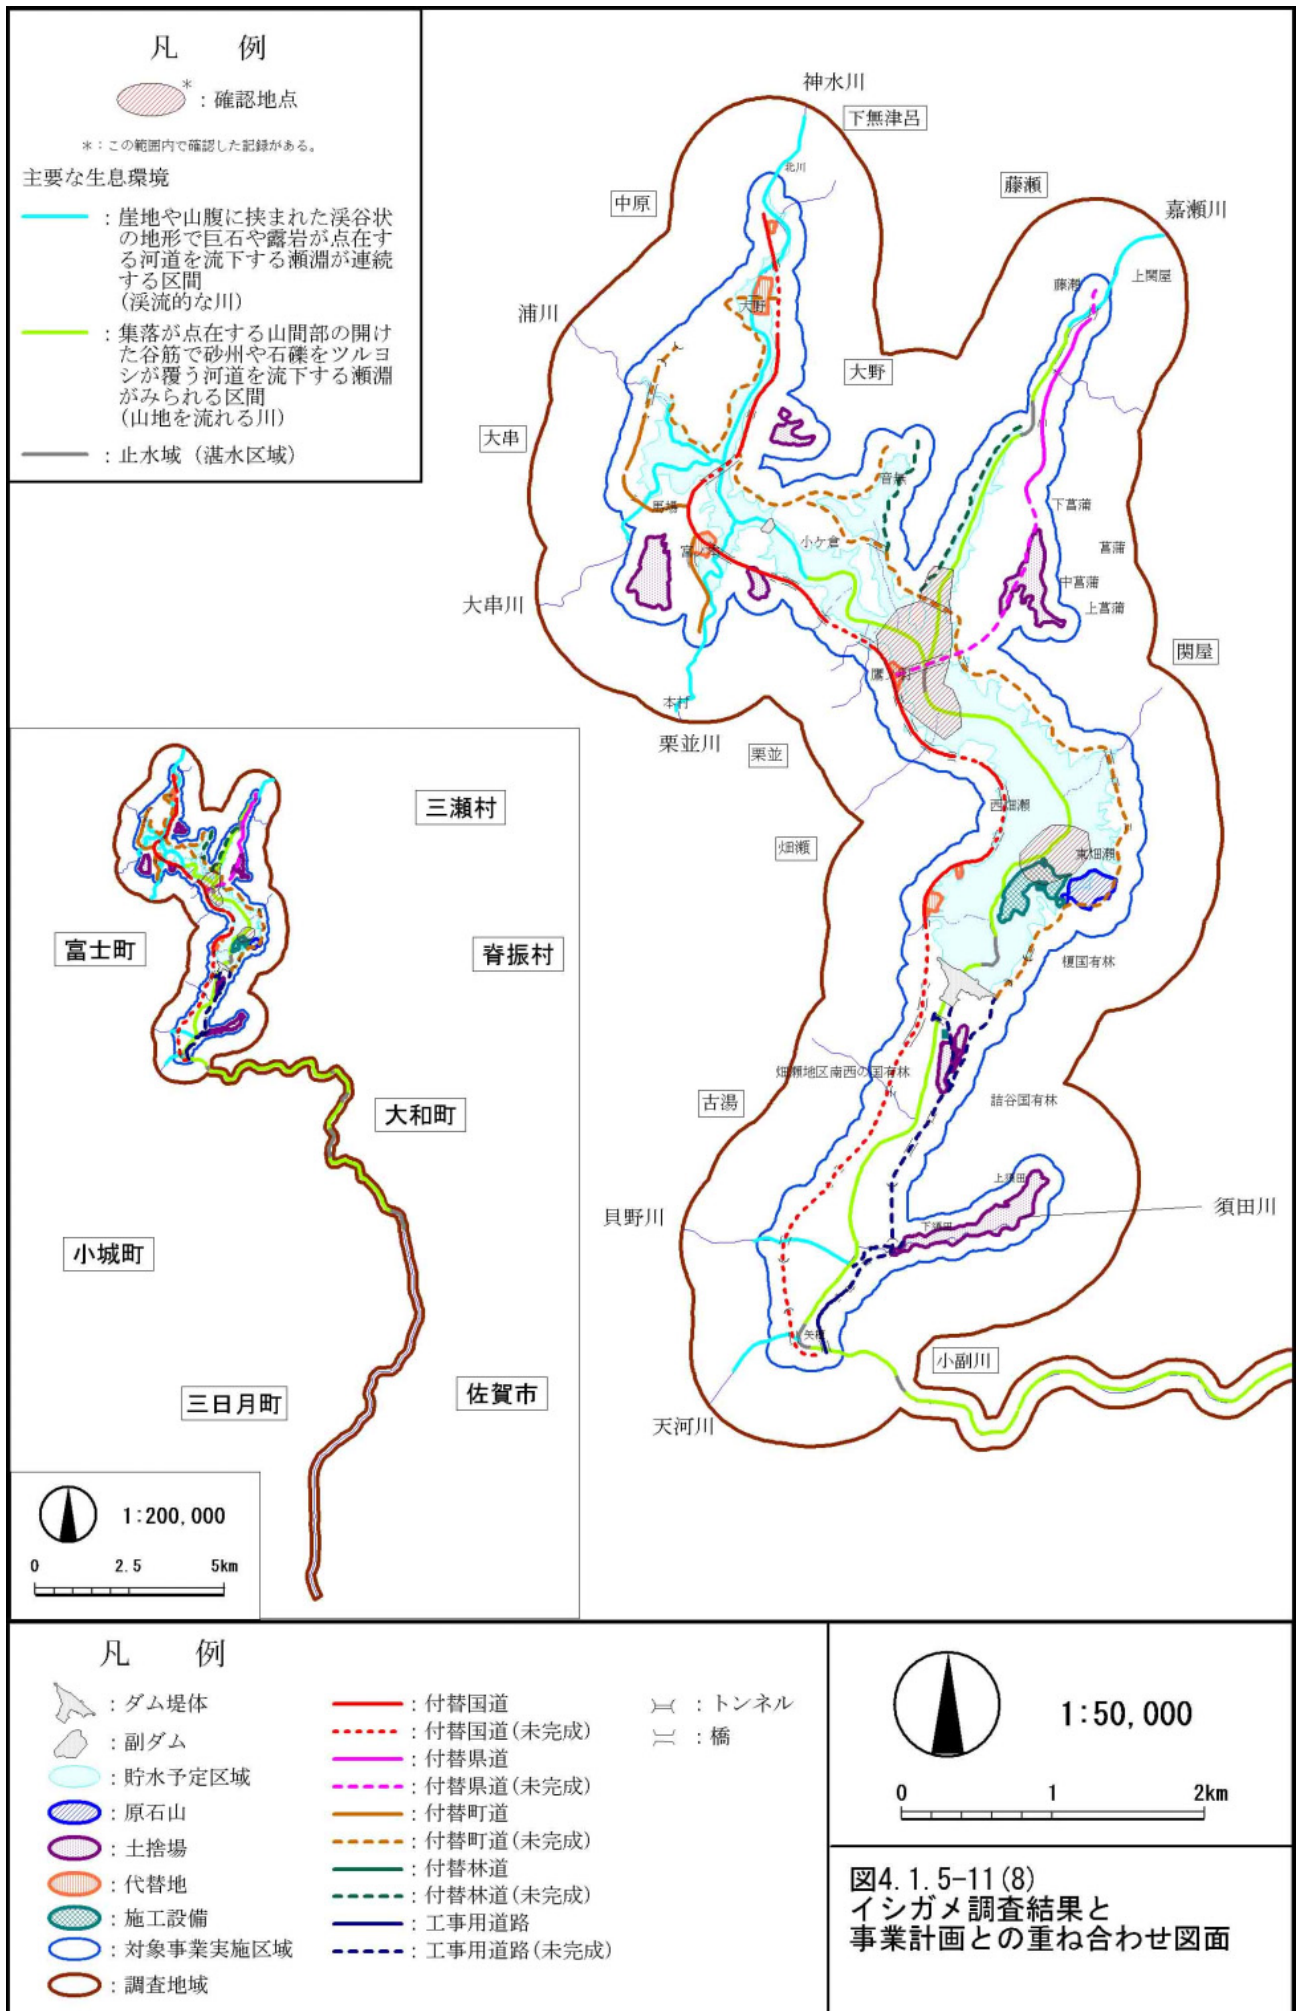 凡　例
*
：確認地点
＊：この範囲内で確認した記録がある。
主要な生息環境
：崖地や山腹に挟まれた渓谷状
の地形で巨石や露岩が点在す
る河道を流下する瀬淵が連続
する区間
(渓流的な川)
：集落が点在する山間部の開け
た谷筋で砂州や石礫をツルヨ
シが覆う河道を流下する瀬淵
がみられる区間
(山地を流れる川)
：止水域（湛水区域）
神水川
下無津呂
北川
中原
藤瀬
嘉瀬川
上関屋
藤瀬
浦川
大野
大野
大串
音無
馬場
小ケ倉
下菖蒲
菖蒲
中菖蒲
上菖蒲
大串川
関屋
本村
栗並川
栗並
西畑瀬
畑瀬
東畑瀬
榎国有林
畑瀬地区南西の国有林
古湯
詰谷国有林
上須田
須田川
下須田
貝野川
矢櫃
小副川
天河川
三瀬村
富士町
脊振村
大和町
小城町
三日月町
佐賀市
1:200,000
0　2.5　5km
凡　例
：ダム堤体
：副ダム
：貯水予定区域
：原石山
：土捨場
：代替地
：施工設備
：対象事業実施区域
：調査地域
：付替国道
：付替国道(未完成)
：付替県道
：付替県道(未完成)
：付替町道
：付替町道(未完成)
：付替林道
：付替林道(未完成)
：工事用道路
：工事用道路(未完成)
：トンネル
：橋
1:50,000
0　1　2km
図4.1.5-11(8)
イシガメ調査結果と
事業計画との重ね合わせ図面